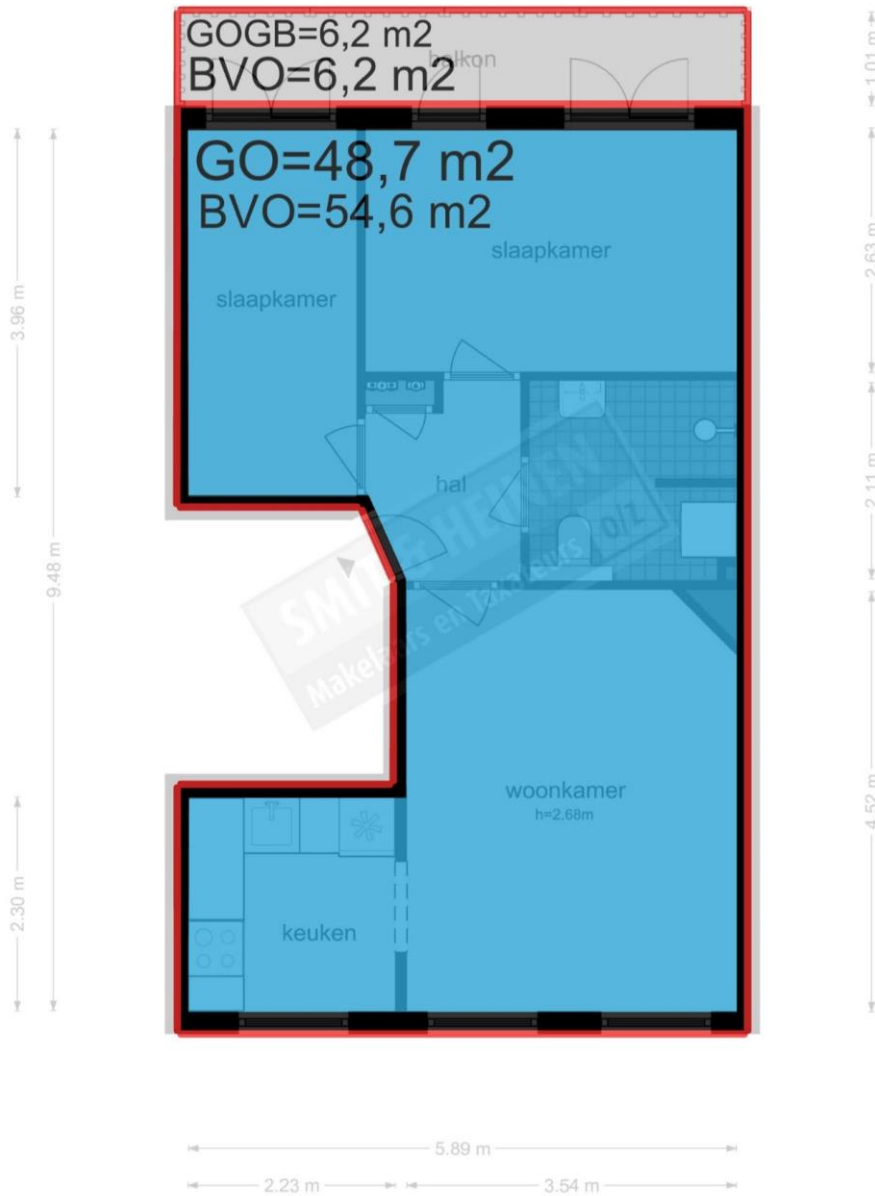 GOGB=6,2 m2
balkon
BVO=6,2 m2
1.01 m
GO=48,7 m2
BVO=54,6 m2
slaapkamer
slaapkamer
2.63 m
3.96 m
hal
2.11 m
9.48 m
SMIT & HEINEN
Makelaars en Taxateurs
O/Z
woonkamer
h=2.68m
4.52 m
2.30 m
keuken
5.89 m
2.23 m
3.54 m